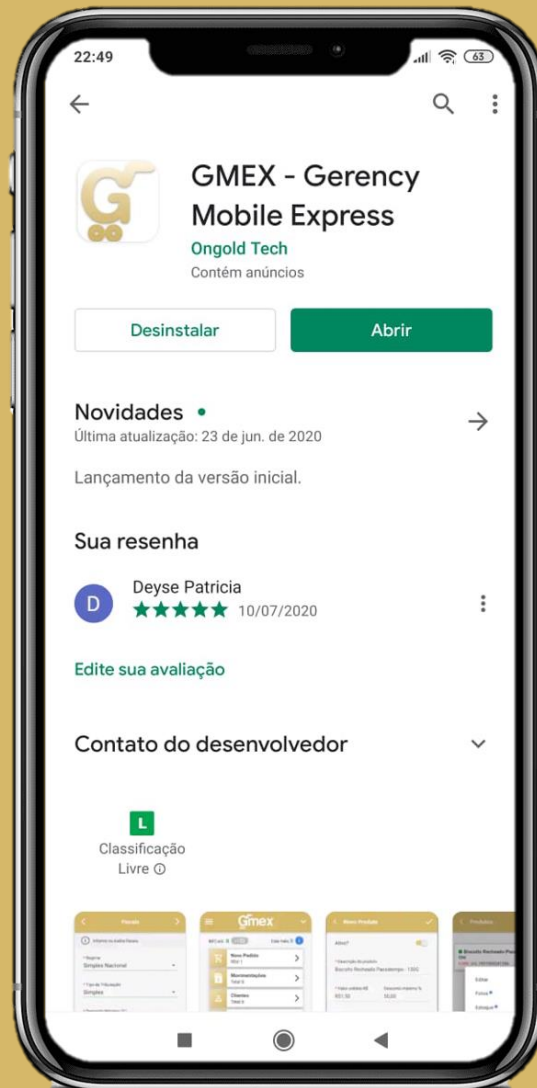 22:49
63
GMEX - Gerency
Mobile Express
Ongold Tech
Contém anúncios
Desinstalar
Abrir
Novidades
Última atualização: 23 de jun. de 2020
Lançamento da versão inicial.
Sua resenha
D
Deyse Patricia
10/07/2020
Edite sua avaliação
Contato do desenvolvedor
L
Classificação
Livre
Fiscais
Simples Nacional
Simples
Gmex
Novo Pedido
Movimentações
Clientes
Novo Produto
Ativo?
Produtos
Editar
Estoque